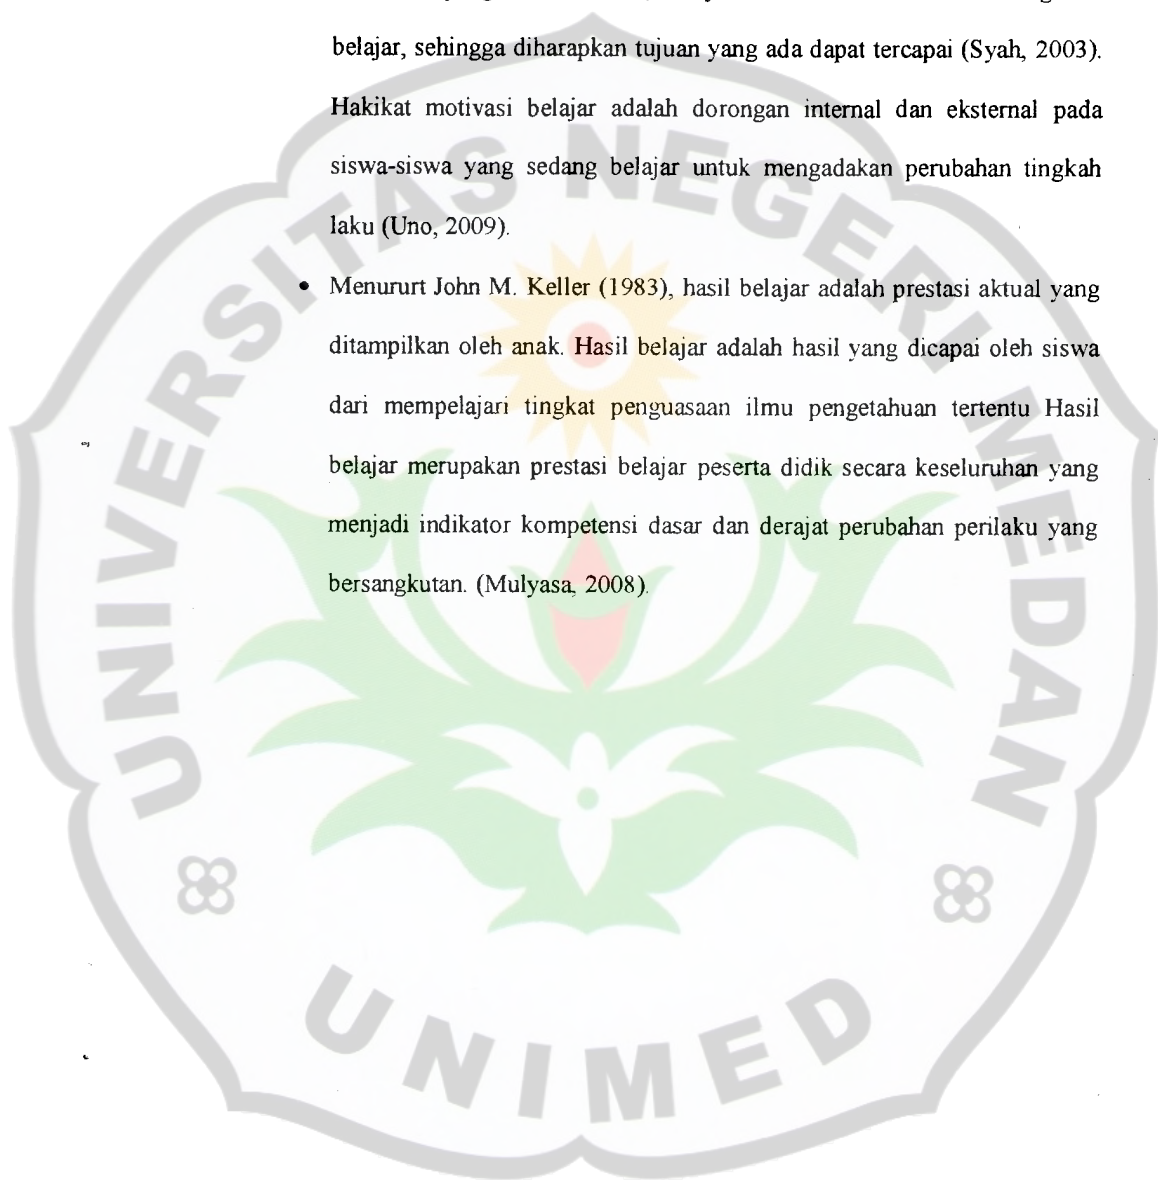 belajar, sehingga diharapkan tujuan yang ada dapat tercapai (Syah, 2003).
Hakikat motivasi belajar adalah dorongan internal dan eksternal pada
siswa-siswa yang sedang belajar untuk mengadakan perubahan tingkah
laku (Uno, 2009).
• Menururt John M. Keller (1983), hasil belajar adalah prestasi aktual yang
ditampilkan oleh anak. Hasil belajar adalah hasil yang dicapai oleh siswa
dari mempelajari tingkat penguasaan ilmu pengetahuan tertentu Hasil
belajar merupakan prestasi belajar peserta didik secara keseluruhan yang
menjadi indikator kompetensi dasar dan derajat perubahan perilaku yang
bersangkutan. (Mulyasa, 2008).
UNIVERSITAS NEGERI MEDAN
UNIMED